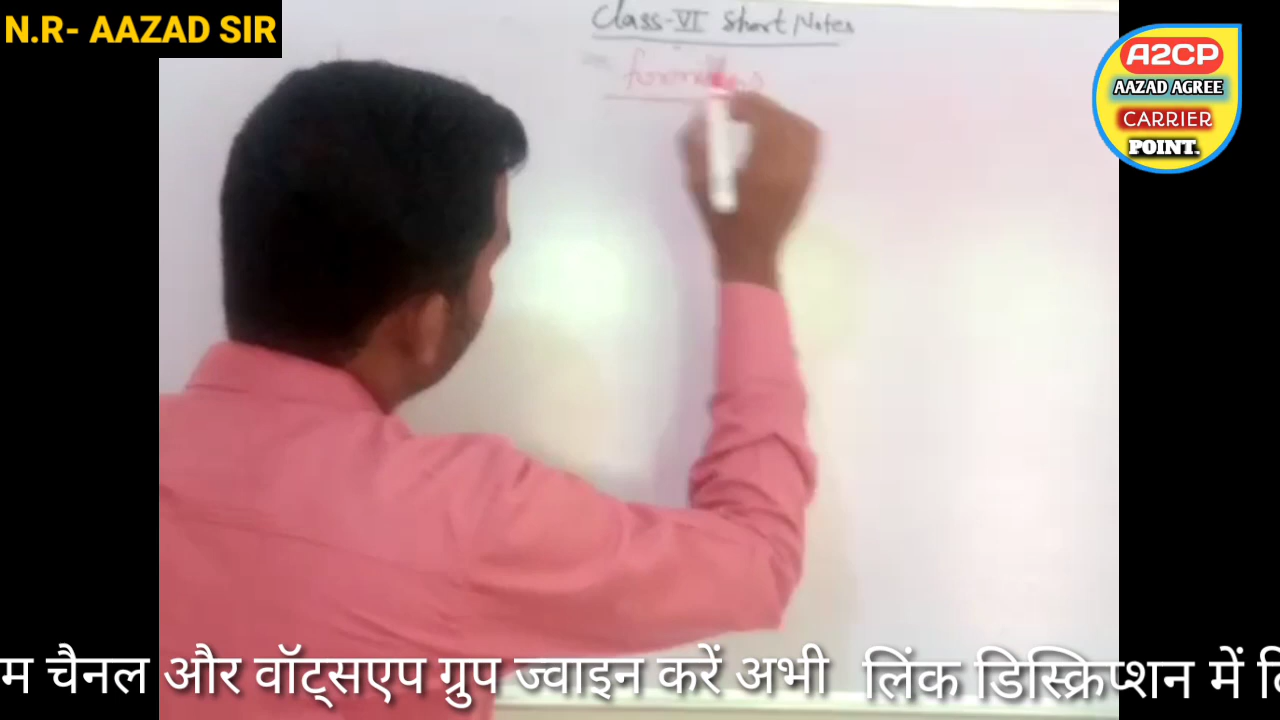 N.R- AAZAD SIR
Class-VI Short Notes
A2CP
AAZAD AGREE
CARRIER
POINT.
चैनल और वॉट्सएप ग्रुप ज्वाइन करें अभी लिंक डिस्क्रिप्शन में